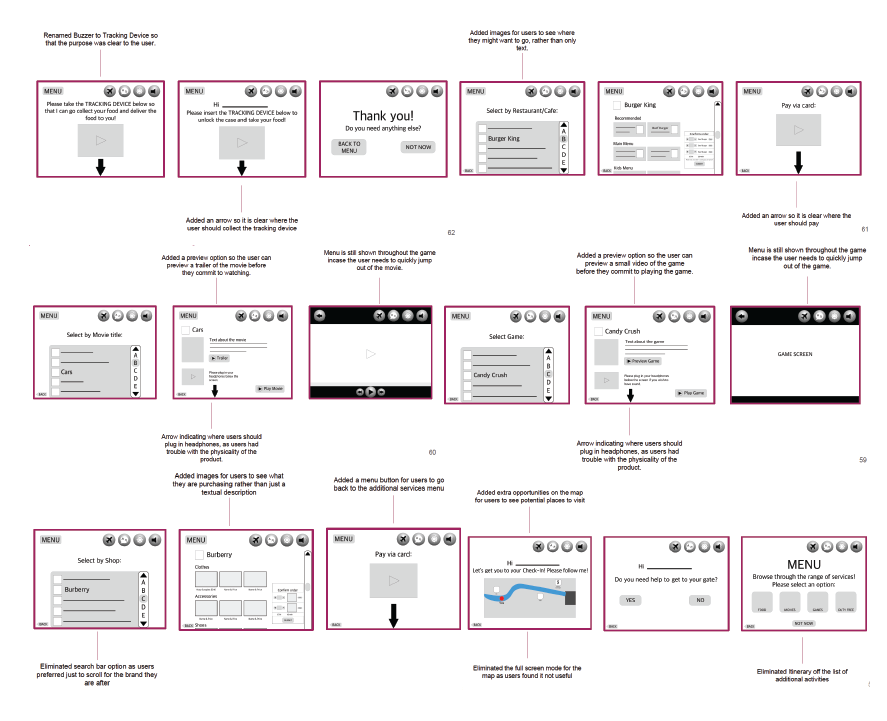 Renamed Buzzer to Tracking Device so
that the purpose was clear to the user.
Added images for users to see where
they might want to go, rather than only
text.
MENU
Please take the TRACKING DEVICE below so
that I can go collect your food and deliver the
food to you!
MENU
Hi
Please insert the TRACKING DEVICE below to
unlock the case and take your food!
Thank you!
Do you need anything else?
BACK TO
MENU
NOT NOW
MENU
Select by Restaurant/Cafe:
Burger King
A
B
C
D
E
BACK
MENU
Burger King
Recommended
Main Menu
Kids Menu
BACK
MENU
Pay via card:
BACK
Added an arrow so it is clear where the
user should collect the tracking device
62
Added an arrow so it is clear where the
user should pay
61
Added a preview option so the user can
preview a trailer of the movie before
they commit to watching.
Menu is still shown throughout the game
incase the user needs to quickly jump
out of the movie.
Added a preview option so the user can
preview a small video of the game
before they commit to playing the game.
Menu is still shown throughout the game
incase the user needs to quickly jump
out of the game.
MENU
Select by Movie title:
Cars
A
B
C
D
E
BACK
MENU
Cars
Text about the movie
Trailer
Please plug in your
headphones below the
screen
Play Movie
BACK
MENU
Select Game:
Candy Crush
A
B
C
D
E
BACK
MENU
Candy Crush
Text about the game
Preview Game
Please plug in your headphones
Play Game
BACK
GAME SCREEN
Arrow indicating where users should
plug in headphones, as users had
trouble with the physicality of the
product.
60
Arrow indicating where users should
plug in headphones, as users had
trouble with the physicality of the
product.
59
Added images for users to see what
they are purchasing rather than just a
textual description
Added a menu button for users to go
back to the additional services menu
Added extra opportunities on the map
for users to see potential places to visit
MENU
Select by Shop:
Burberry
A
B
C
D
E
BACK
MENU
Burberry
Clothes
Accessories
Shoes
Confirm order
BACK
MENU
Pay via card:
BACK
Hi
Let's get you to your Check-In! Please follow me!
BACK
Hi
Do you need help to get to your gate?
YES
NO
BACK
MENU
Browse through the range of services!
Please select an option:
FOOD
MOVIES
GAMES
DUTY FREE
NOT NOW
BACK
Eliminated search bar option as users
preferred just to scroll for the brand they
are after
Eliminated the full screen mode for the
map as users found it not useful
Eliminated Itinerary off the list of
additional activities